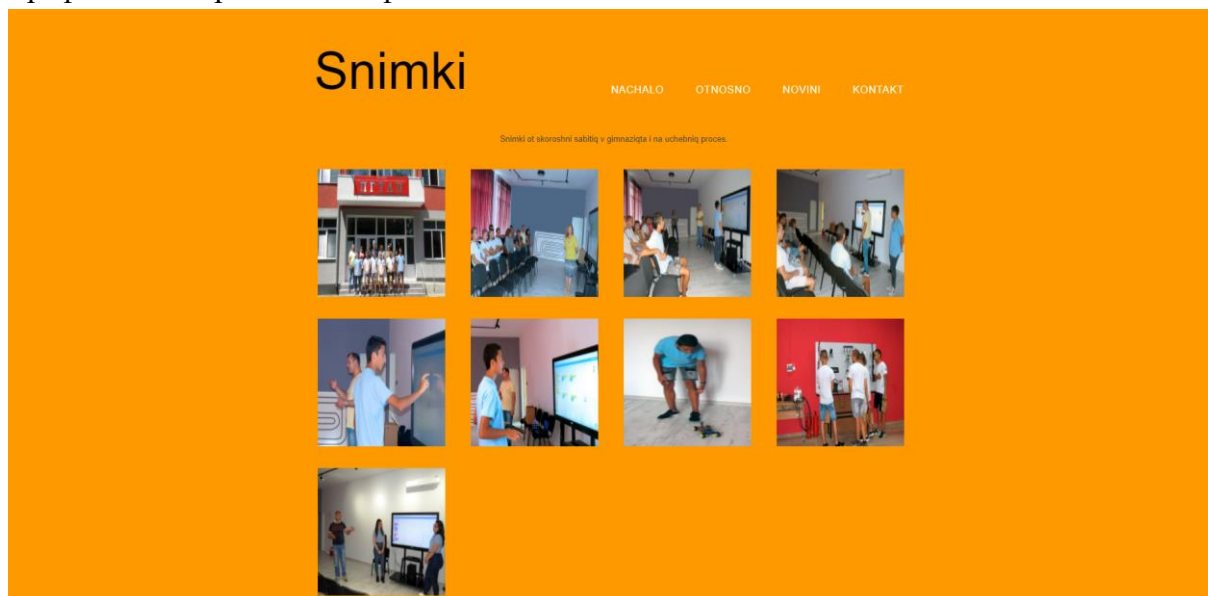 Snimki
NACHALO OTNOSNO NOVINI KONTAKT
Snimki ot skoroshni sabitiq v gimnaziqta i na uchebniq proces.